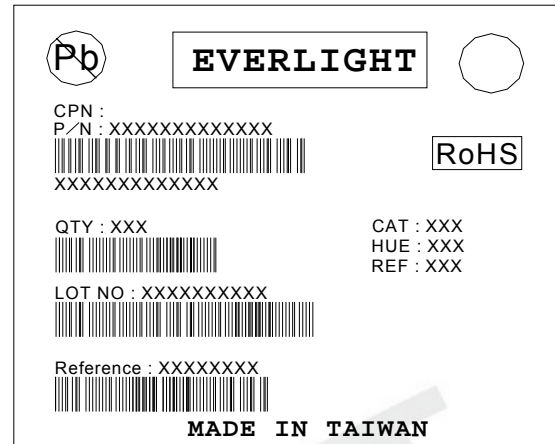 Pb
EVERLIGHT
CPN :
P/N : XXXXXXXXXXXXX
RoHS
XXXXXXXXXXXXX
QTY : XXX
CAT : XXX
HUE : XXX
REF : XXX
LOT NO : XXXXXXXXXX
Reference : XXXXXXXX
MADE IN TAIWAN